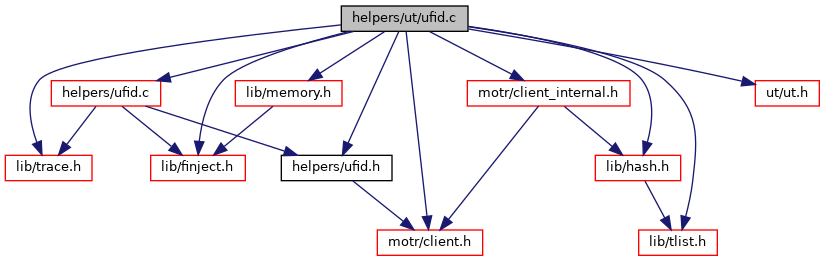 helpers/ut/ufid.c
helpers/ufid.c
lib/memory.h
motr/client_internal.h
ut/ut.h
lib/trace.h
lib/finject.h
helpers/ufid.h
lib/hash.h
motr/client.h
lib/tlist.h